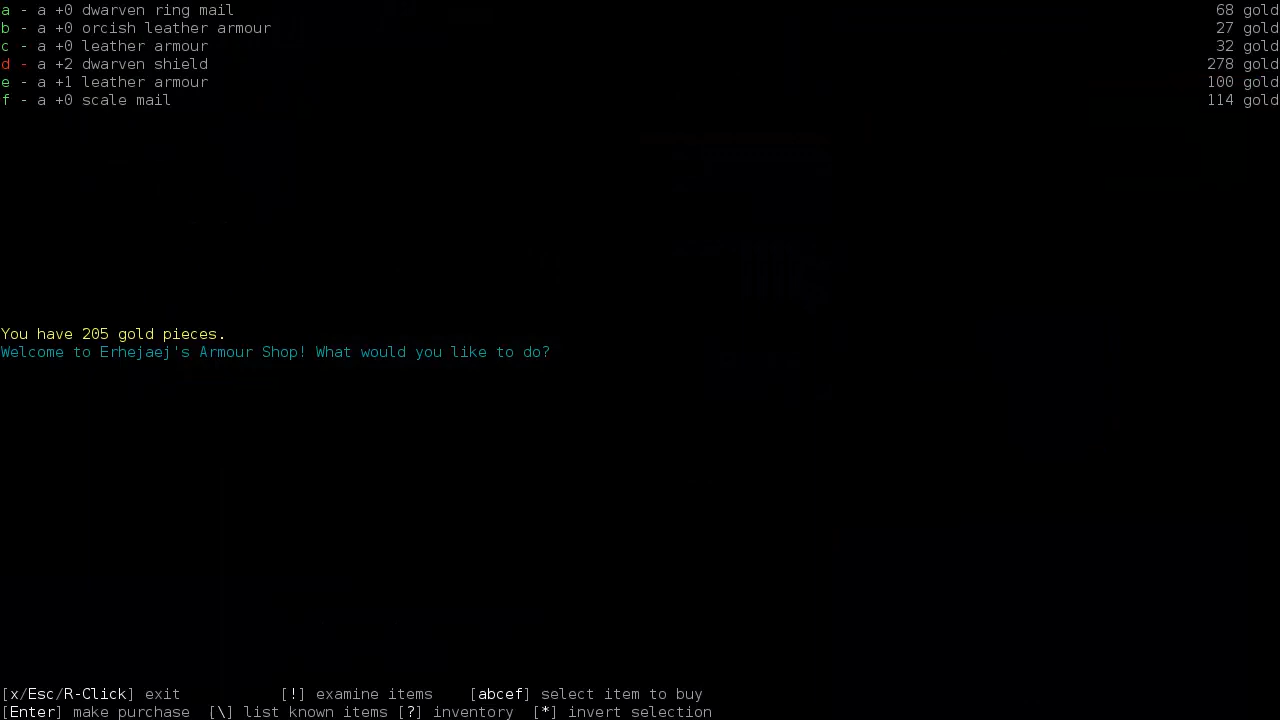 a - a +0 dwarven ring mail 68 gold
b - a +0 orcish leather armour 27 gold
c - a +0 leather armour 32 gold
d - a +2 dwarven shield 278 gold
e - a +1 leather armour 100 gold
f - a +0 scale mail 114 gold
You have 205 gold pieces.
Welcome to Erhejaej's Armour Shop! What would you like to do?
[x/Esc/R-Click] exit [!] examine items [abcef] select item to buy
[Enter] make purchase [\] list known items [?] inventory [*] invert selection